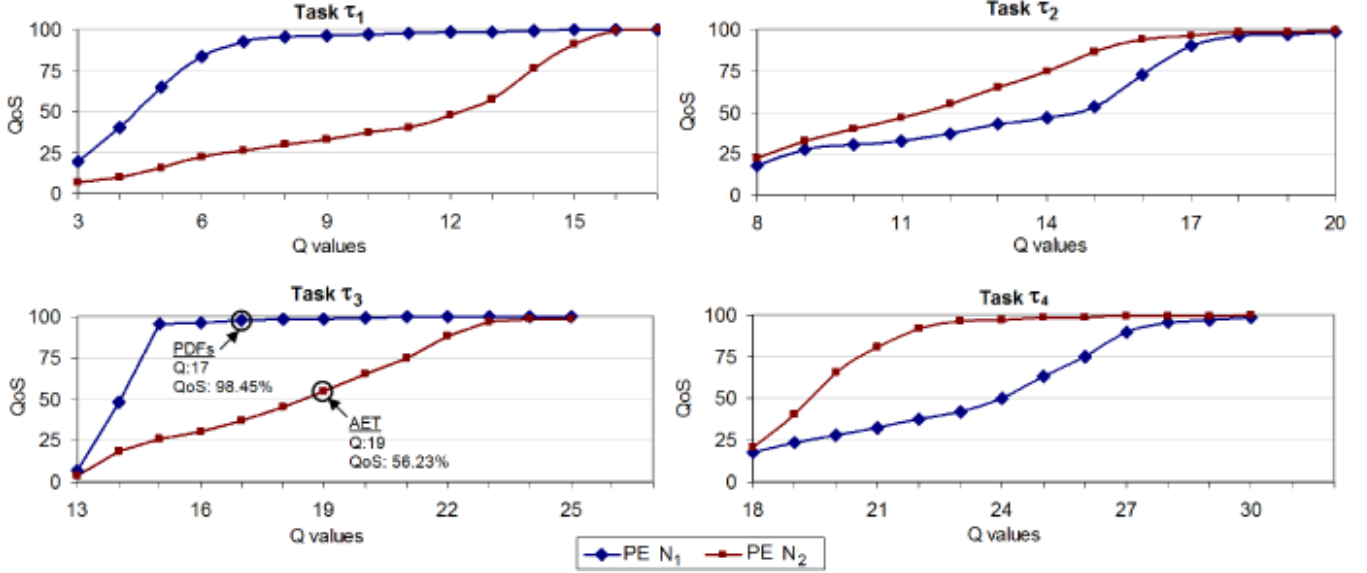 Task τ1
100
75
50
25
0
QoS
3 6 9 12 15
Q values
Task τ2
100
75
50
25
0
QoS
8 11 14 17 20
Q values
Task τ3
100
75
50
25
0
QoS
PDFs
Q:17
QoS: 98.45%
AET
Q:19
QoS: 56.23%
13 16 19 22 25
Q values
Task τ4
100
75
50
25
0
QoS
18 21 24 27 30
Q values
PE N1 PE N2